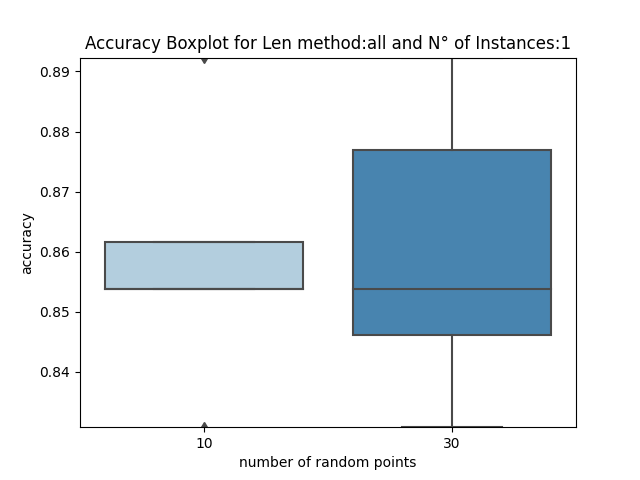 Accuracy Boxplot for Len method:all and N° of Instances:1
0.89
0.88
0.87
0.86
0.85
0.84
accuracy
10 30
number of random points